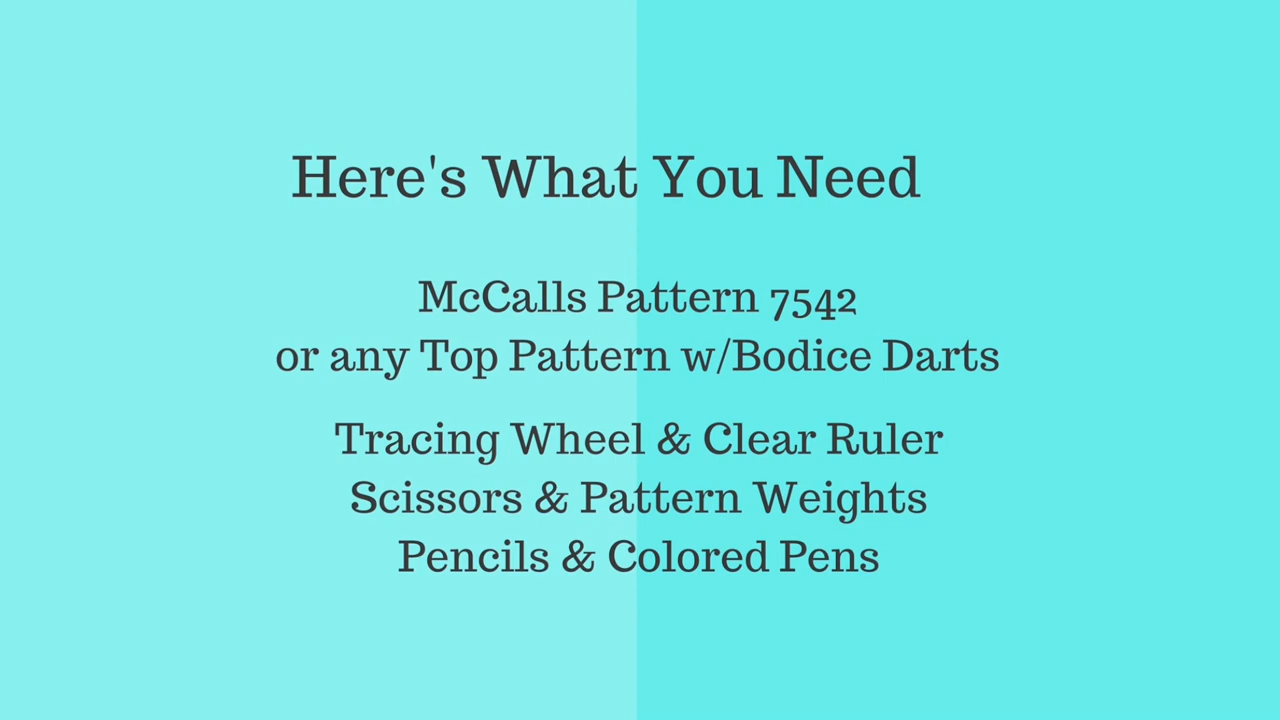 Here's What You Need
McCalls Pattern 7542
or any Top Pattern w/Bodice Darts
Tracing Wheel & Clear Ruler
Scissors & Pattern Weights
Pencils & Colored Pens